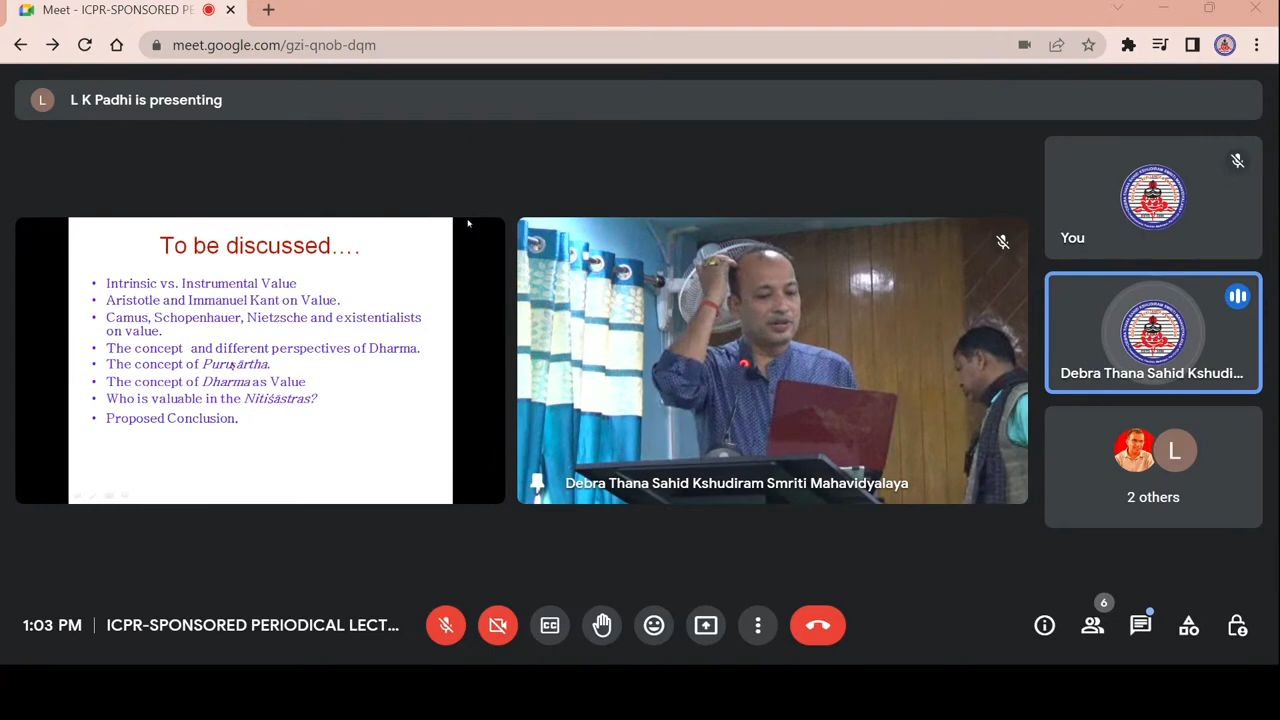 Meet - ICPR-SPONSORED PE
meet.google.com/gzi-qnob-dqm
L
L K Padhi is presenting
To be discussed....
• Intrinsic vs. Instrumental Value
• Aristotle and Immanuel Kant on Value.
• Camus, Schopenhauer, Nietzsche and existentialists
on value.
• The concept and different perspectives of Dharma.
• The concept of Puruṣārtha.
• The concept of Dharma as Value
• Who is valuable in the Nitiśāstras?
• Proposed Conclusion.
Debra Thana Sahid Kshudiram Smriti Mahavidyalaya
You
Debra Thana Sahid Kshudi...
L
2 others
1:03 PM
ICPR-SPONSORED PERIODICAL LECT...
CC
6